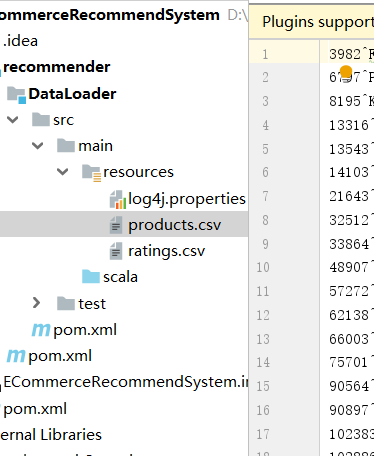 ommerceRecommendSystem D:\
.idea
recommender
DataLoader
src
main
resources
log4j.properties
products.csv
ratings.csv
scala
test
pom.xml
pom.xml
ECommerceRecommendSystem.i
pom.xml
ernal Libraries
Plugins support
1 3982^F
2
3 8195^K
4 13316^
5 13543^
6 14103^
7 21643^
8 32512^
9 33864^
10 48907^
11 57272^
12 62138^
13 66003^
14 75701^
15 90564^
16 90897^
17 102383